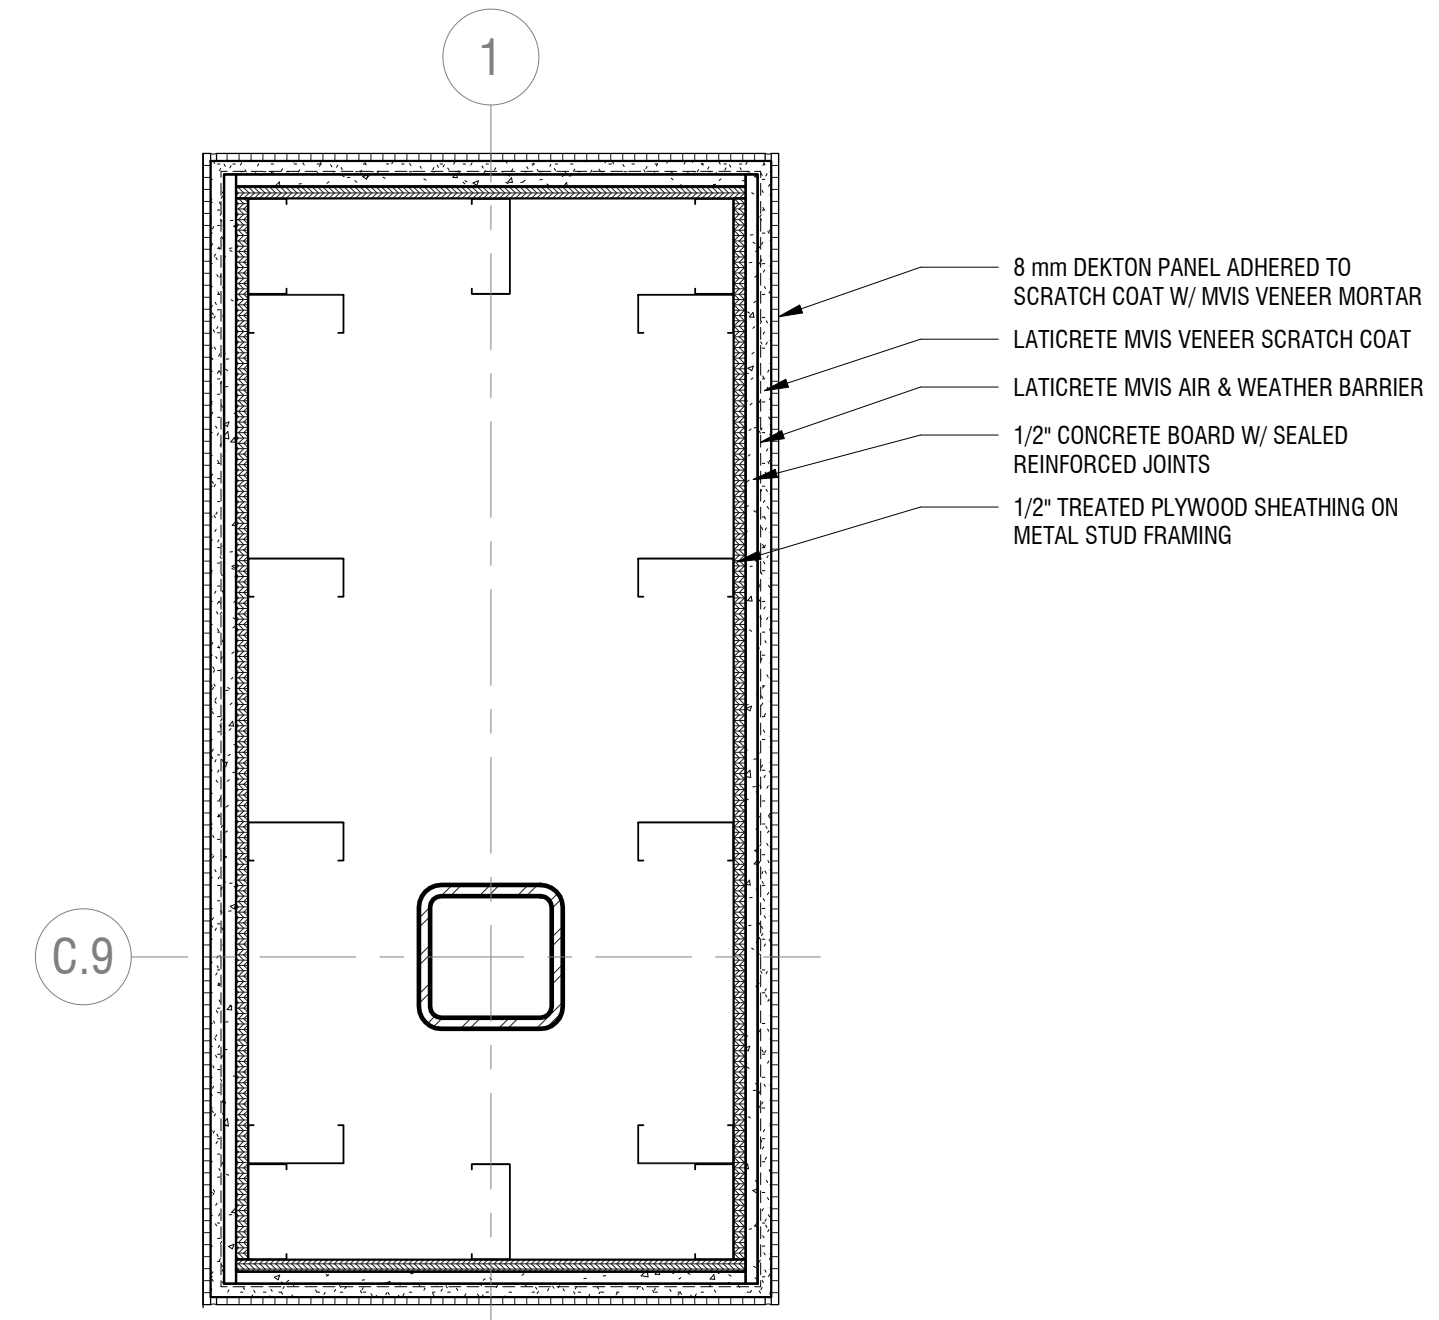 1
8 mm DEKTON PANEL ADHERED TO
SCRATCH COAT W/ MVIS VENEER MORTAR
LATICRETE MVIS VENEER SCRATCH COAT
LATICRETE MVIS AIR & WEATHER BARRIER
1/2" CONCRETE BOARD W/ SEALED
REINFORCED JOINTS
1/2" TREATED PLYWOOD SHEATHING ON
METAL STUD FRAMING
C.9